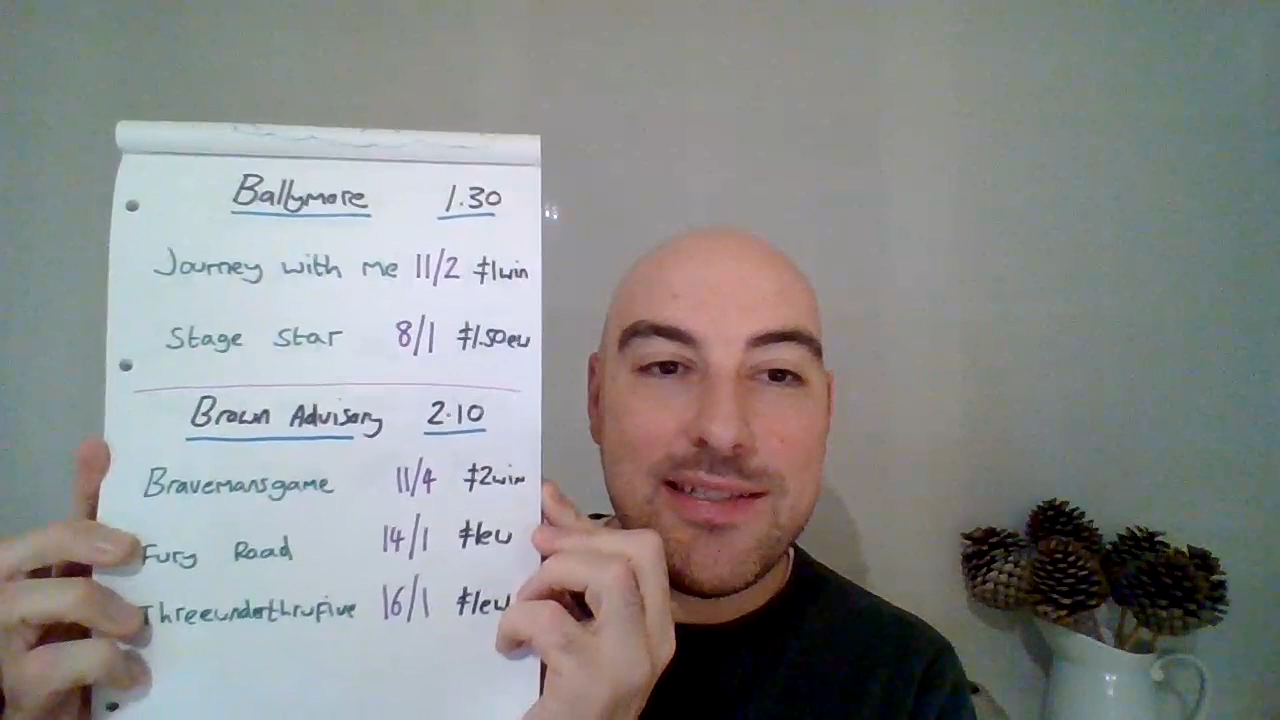 Ballymore 1.30
Journey with me 11/2 £1win
Stage Star 8/1 £1.50ew
Brown Advisory 2.10
Bravemansgame 11/4 £2win
Fury Road 14/1 £1ew
Threeunderthrufive 16/1 £1ew